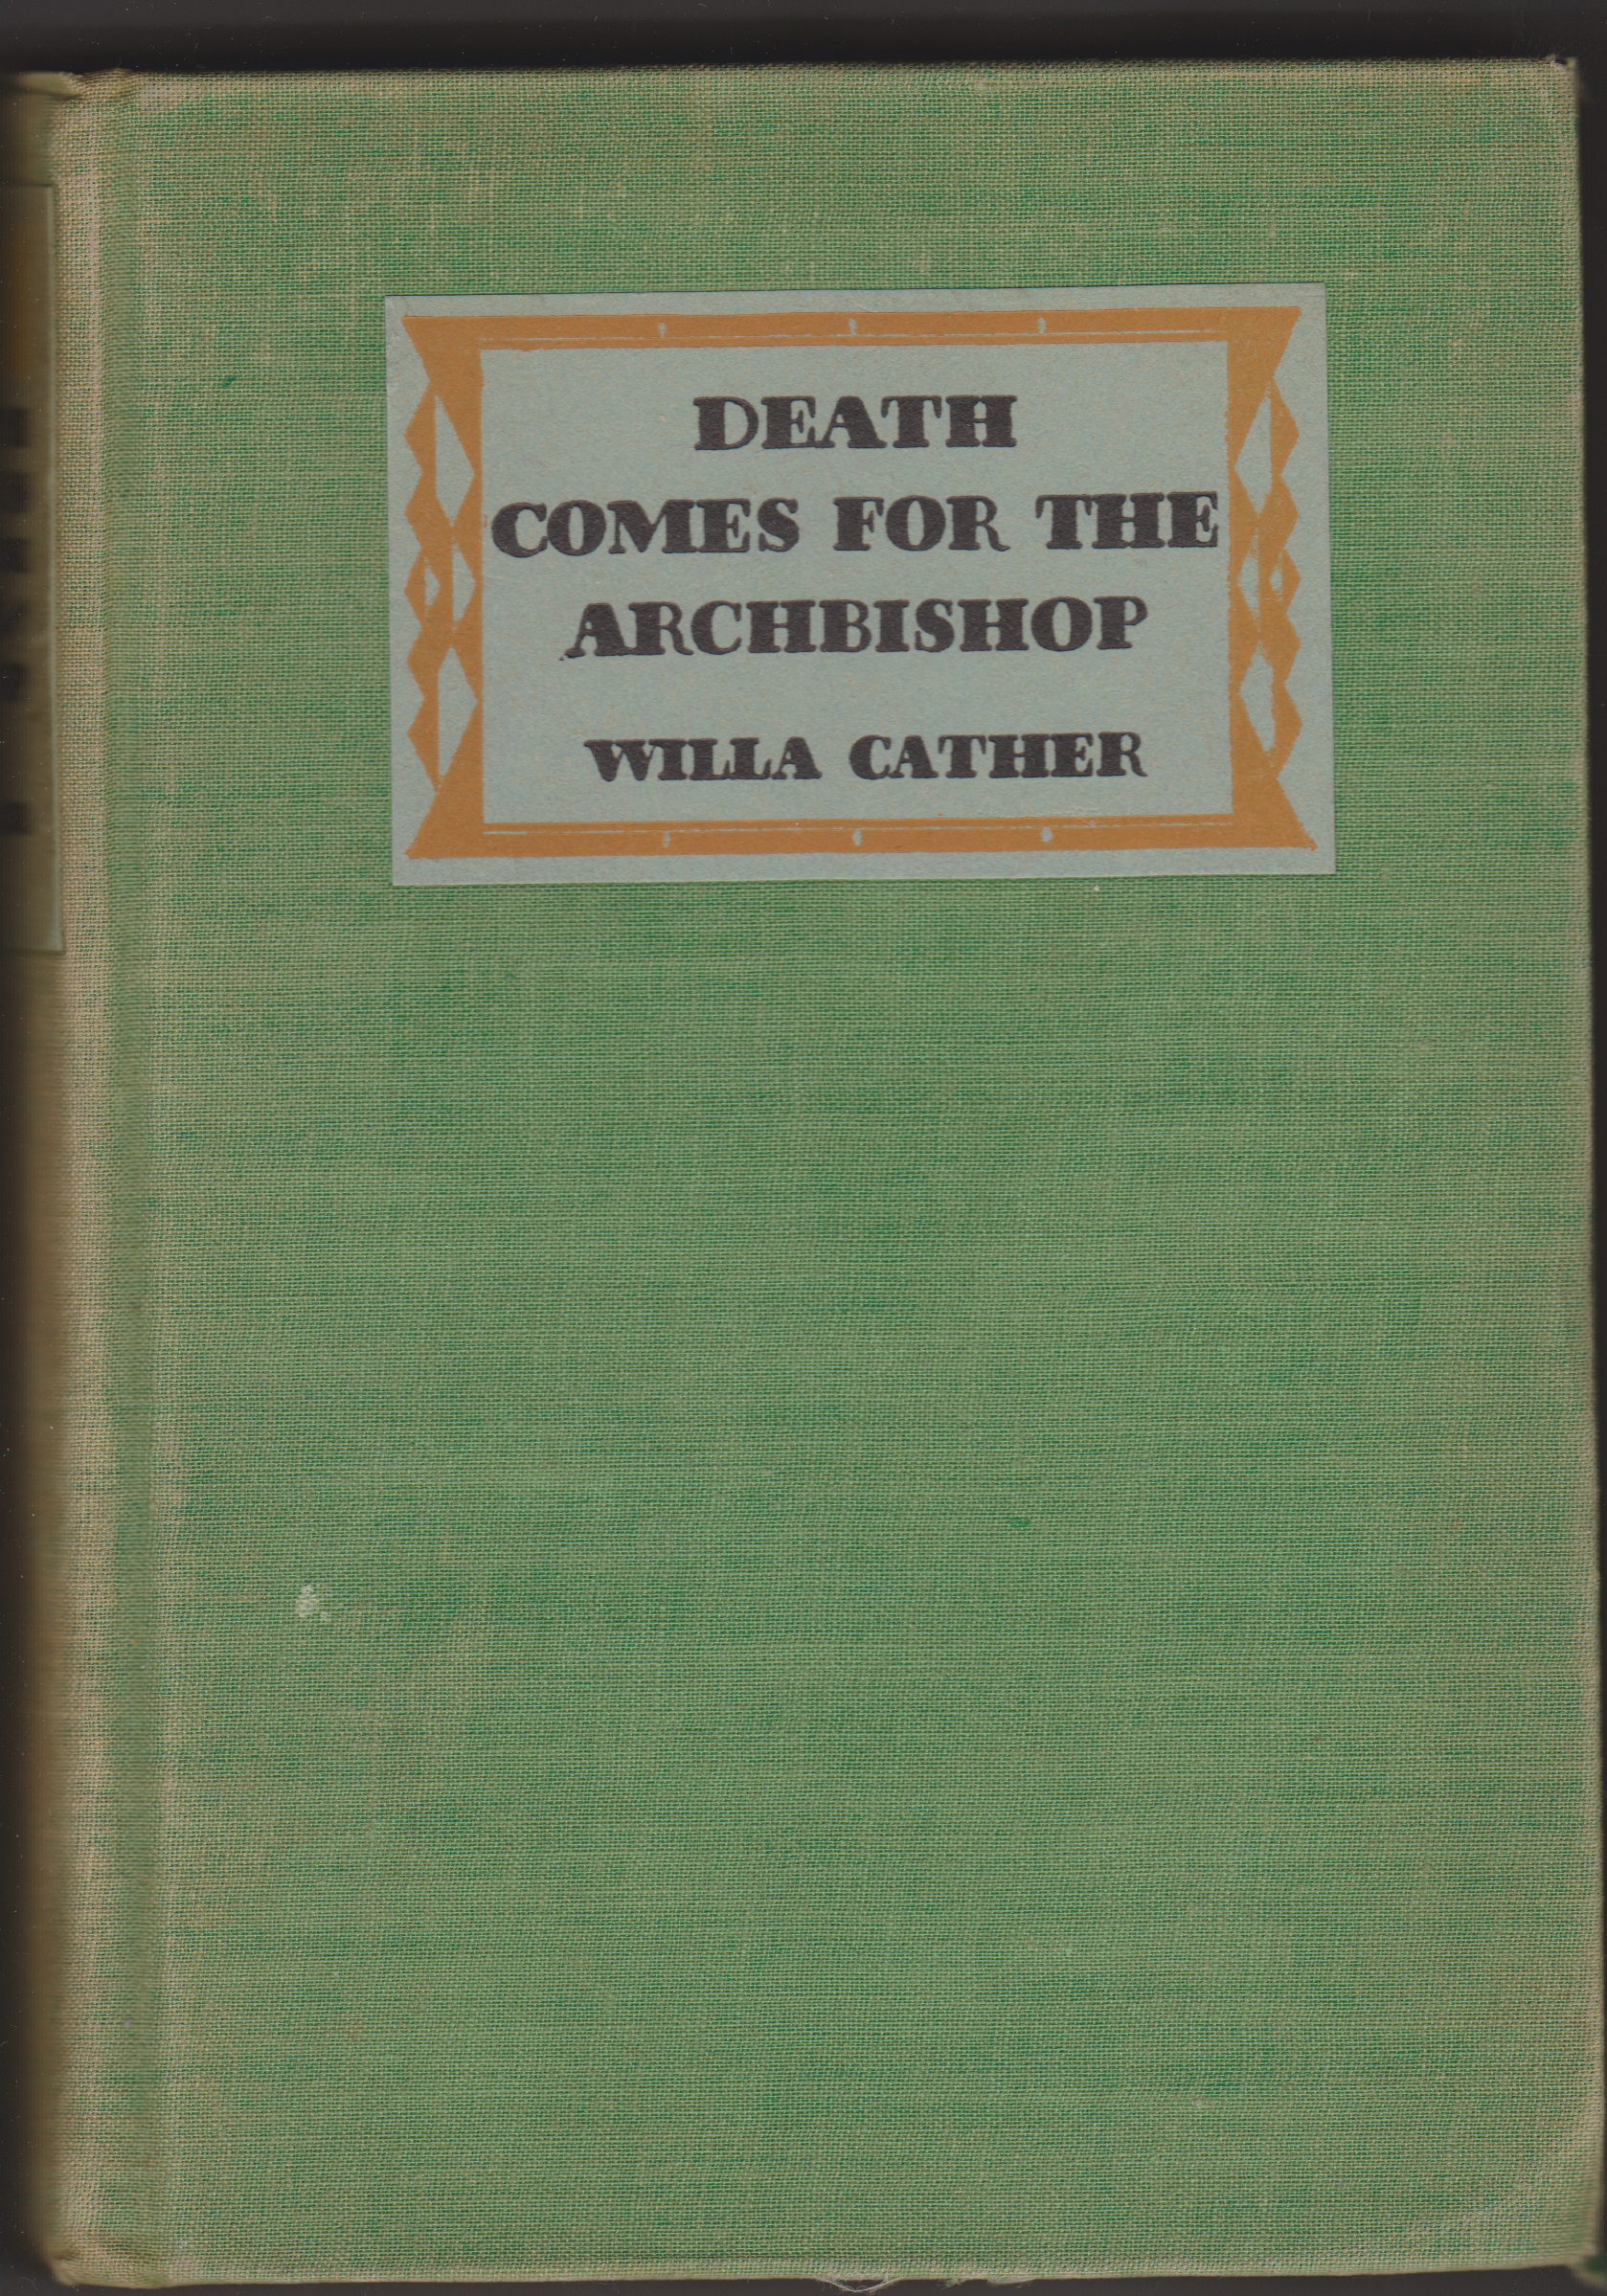 DEATH
COMES FOR THE
ARCHBISHOP
WILLA CATHER